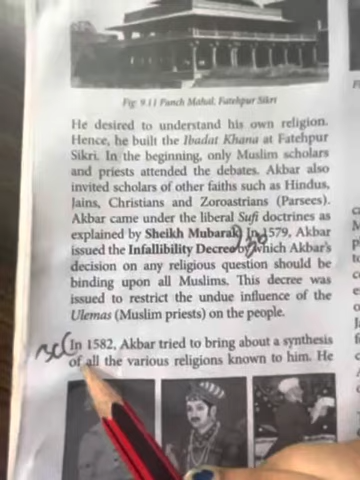 Fig: 9.11 Panch Mahal, Fatehpur Sikri
He desired to understand his own religion.
Hence, he built the Ibadat Khana at Fatehpur
Sikri. In the beginning, only Muslim scholars
and priests attended the debates. Akbar also
invited scholars of other faiths such as Hindus,
Jains, Christians and Zoroastrians (Parsees).
Akbar came under the liberal Sufi doctrines as
explained by Sheikh Mubarak. In 1579, Akbar
issued the Infallibility Decree by which Akbar's
decision on any religious question should be
binding upon all Muslims. This decree was
issued to restrict the undue influence of the
Ulemas (Muslim priests) on the people.
In 1582, Akbar tried to bring about a synthesis
of all the various religions known to him. He